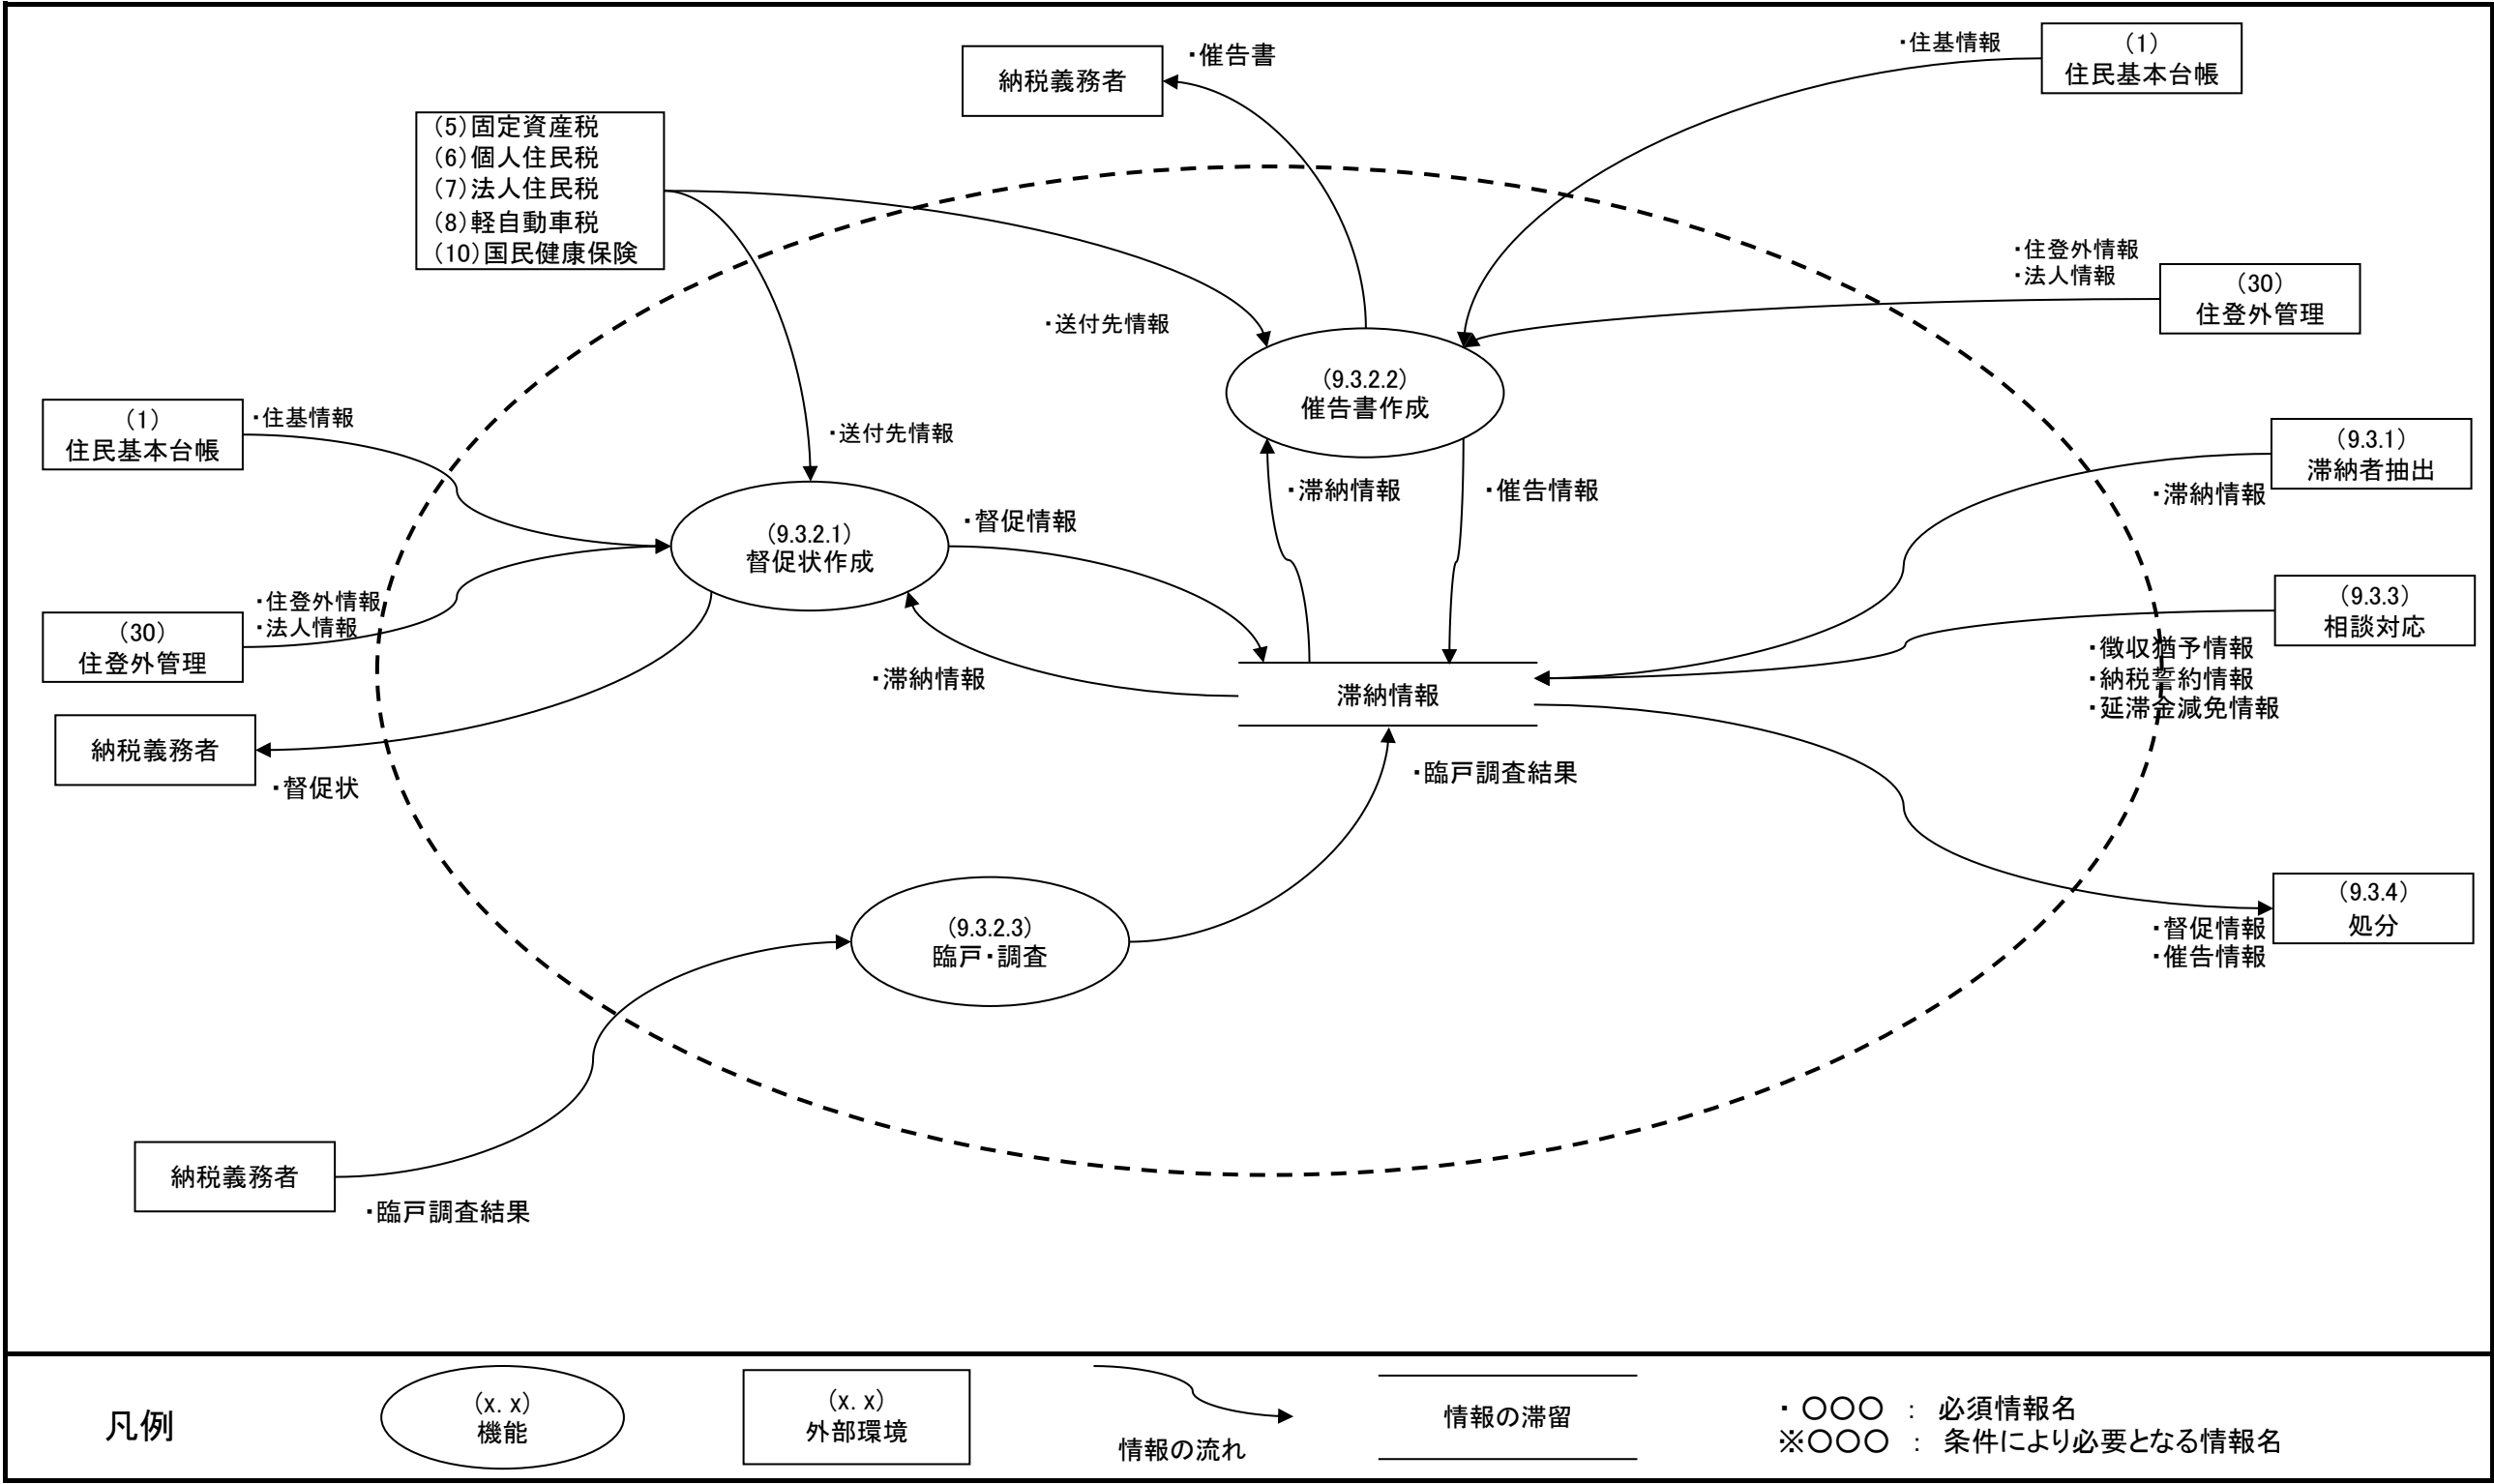 ・催告書
納税義務者
・住基情報
(1)
住民基本台帳
(5)固定資産税
(6)個人住民税
(7)法人住民税
(8)軽自動車税
(10)国民健康保険
・住登外情報
・法人情報
(30)
住登外管理
・送付先情報
(9.3.2.2)
催告書作成
(1)
住民基本台帳
・住基情報
・送付先情報
(9.3.1)
滞納者抽出
・滞納情報
・滞納情報
・催告情報
・督促情報
(9.3.2.1)
督促状作成
(9.3.3)
相談対応
・住登外情報
・法人情報
(30)
住登外管理
・徴収猶予情報
・納税誓約情報
・延滞金減免情報
・滞納情報
滞納情報
納税義務者
・督促状
・臨戸調査結果
(9.3.2.3)
臨戸・調査
(9.3.4)
処分
・督促情報
・催告情報
納税義務者
・臨戸調査結果
凡例
(x. x)
機能
(x. x)
外部環境
情報の流れ
情報の滞留
・ 〇〇〇 : 必須情報名
※〇〇〇 : 条件により必要となる情報名